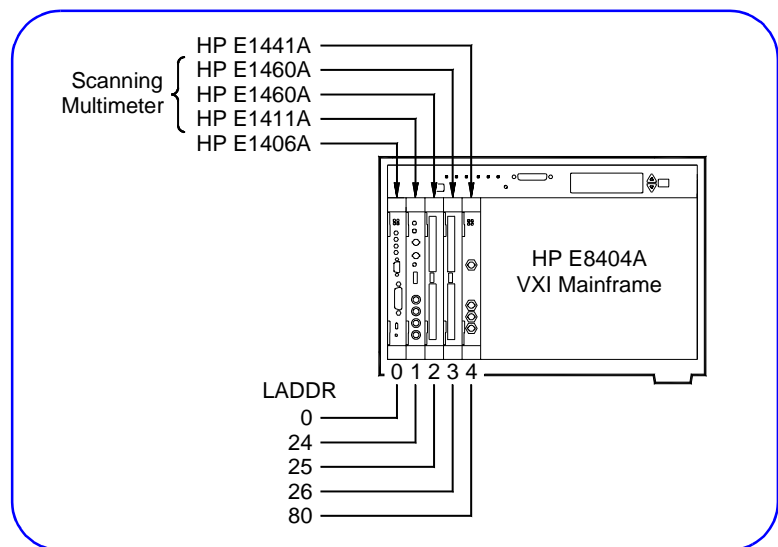 HP E1441A
HP E1460A
HP E1460A
HP E1411A
HP E1406A
Scanning
Multimeter
HP E8404A
VXI Mainframe
0 1 2 3 4
LADDR
0
24
25
26
80